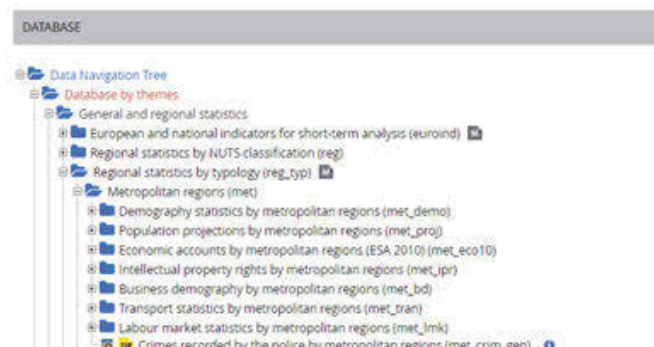 DATABASE
Data Navigation Tree
Database by themes
General and regional statistics
European and national indicators for short-term analysis (euroind)
Regional statistics by NUTS classification (reg)
Regional statistics by typology (reg_typ)
Metropolitan regions (met)
Demography statistics by metropolitan regions (met_demo)
Population projections by metropolitan regions (met_proj)
Economic accounts by metropolitan regions (ESA 2010) (met_eco10)
Intellectual property rights by metropolitan regions (met_ipr)
Business demography by metropolitan regions (met_bd)
Transport statistics by metropolitan regions (met_tran)
Labour market statistics by metropolitan regions (met_lmk)
Crimes recorded by the police by metropolitan regions (met_crim_gen)